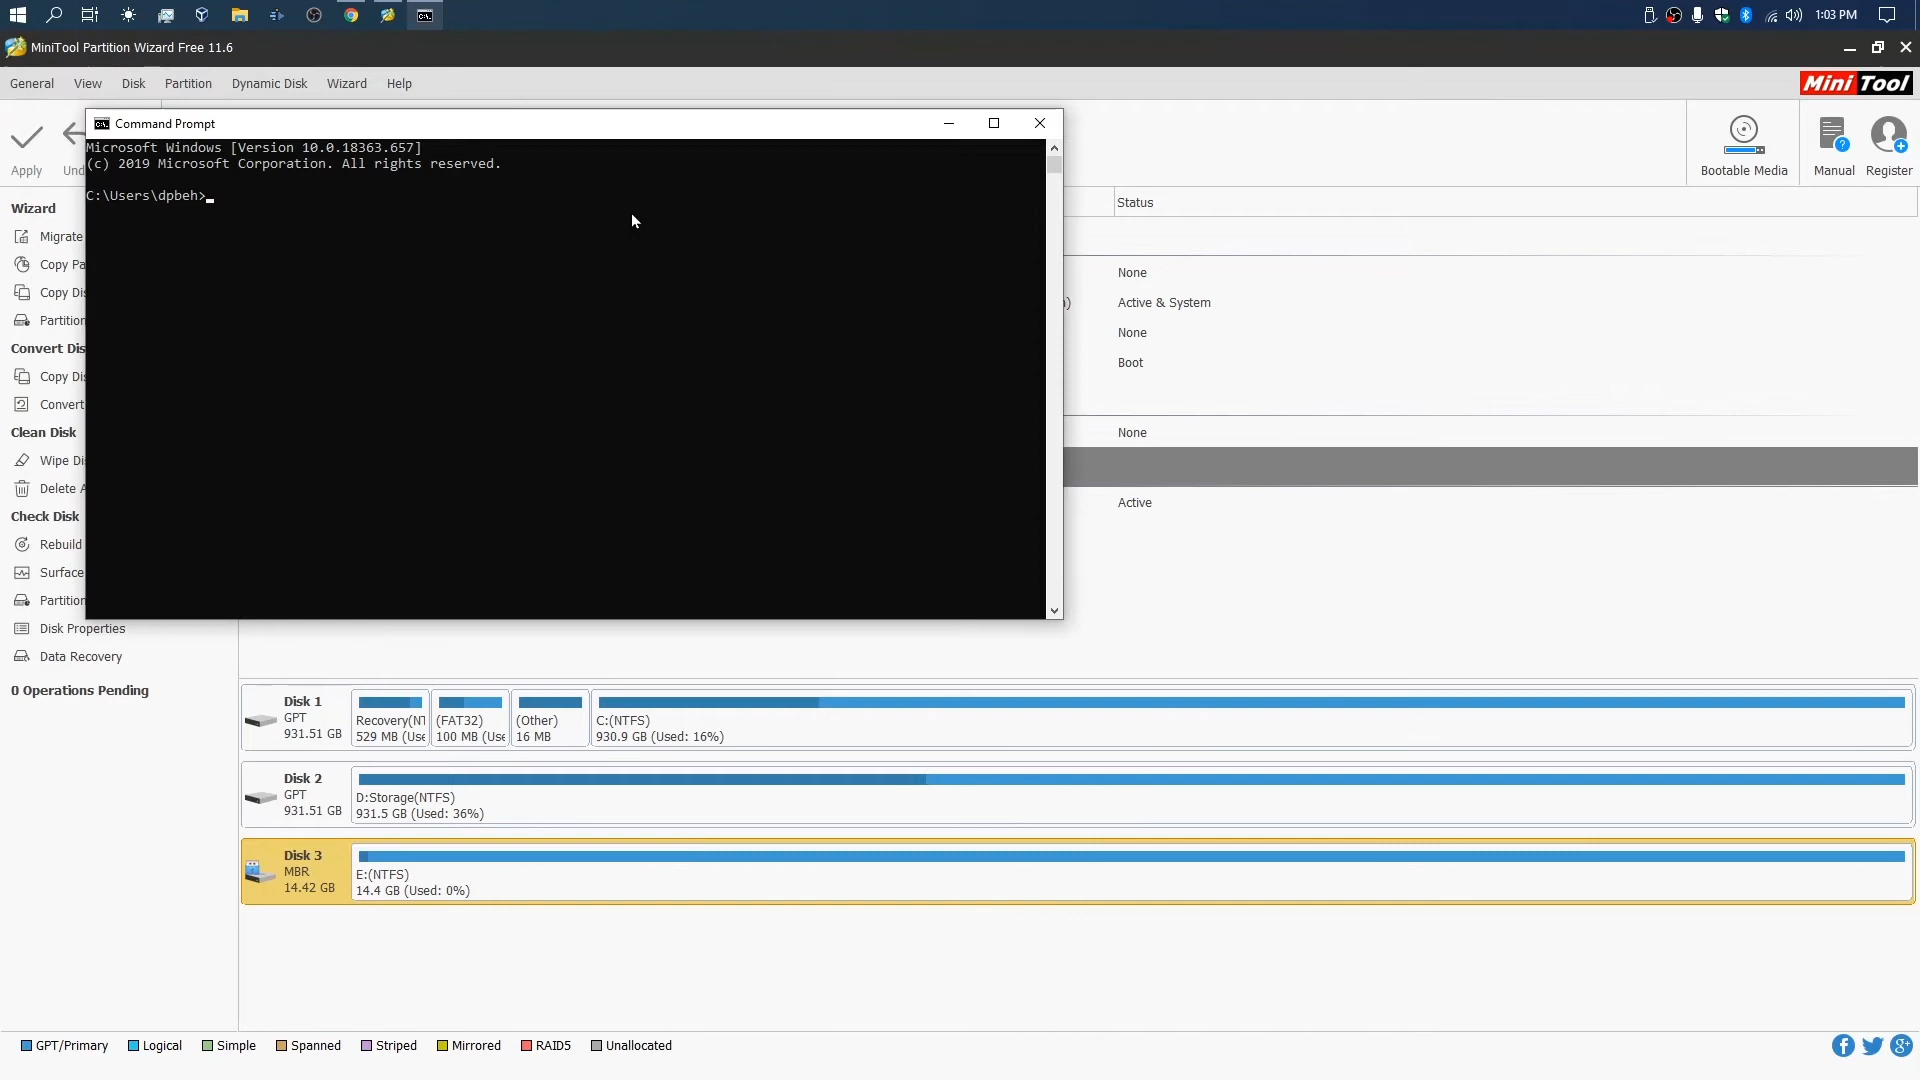 1:03 PM
MiniTool Partition Wizard Free 11.6
General View Disk Partition Dynamic Disk Wizard Help
Mini Tool
Command Prompt
Microsoft Windows [Version 10.0.18363.657]
(c) 2019 Microsoft Corporation. All rights reserved.
C:\Users\dpbeh>
Apply
Und
Bootable Media
Manual
Register
Status
None
Active & System
None
Boot
None
Active
Wizard
Migrate
Copy Pa
Copy Dis
Partition
Convert Dis
Copy Dis
Convert
Clean Disk
Wipe Dis
Delete A
Check Disk
Rebuild
Surface
Partition
Disk Properties
Data Recovery
0 Operations Pending
Disk 1
GPT
931.51 GB
Recovery(NT
529 MB (Use
(FAT32)
100 MB (Use
(Other)
16 MB
C:(NTFS)
930.9 GB (Used: 16%)
Disk 2
GPT
931.51 GB
D:Storage(NTFS)
931.5 GB (Used: 36%)
Disk 3
MBR
14.42 GB
E:(NTFS)
14.4 GB (Used: 0%)
GPT/Primary Logical Simple Spanned Striped Mirrored RAID5 Unallocated